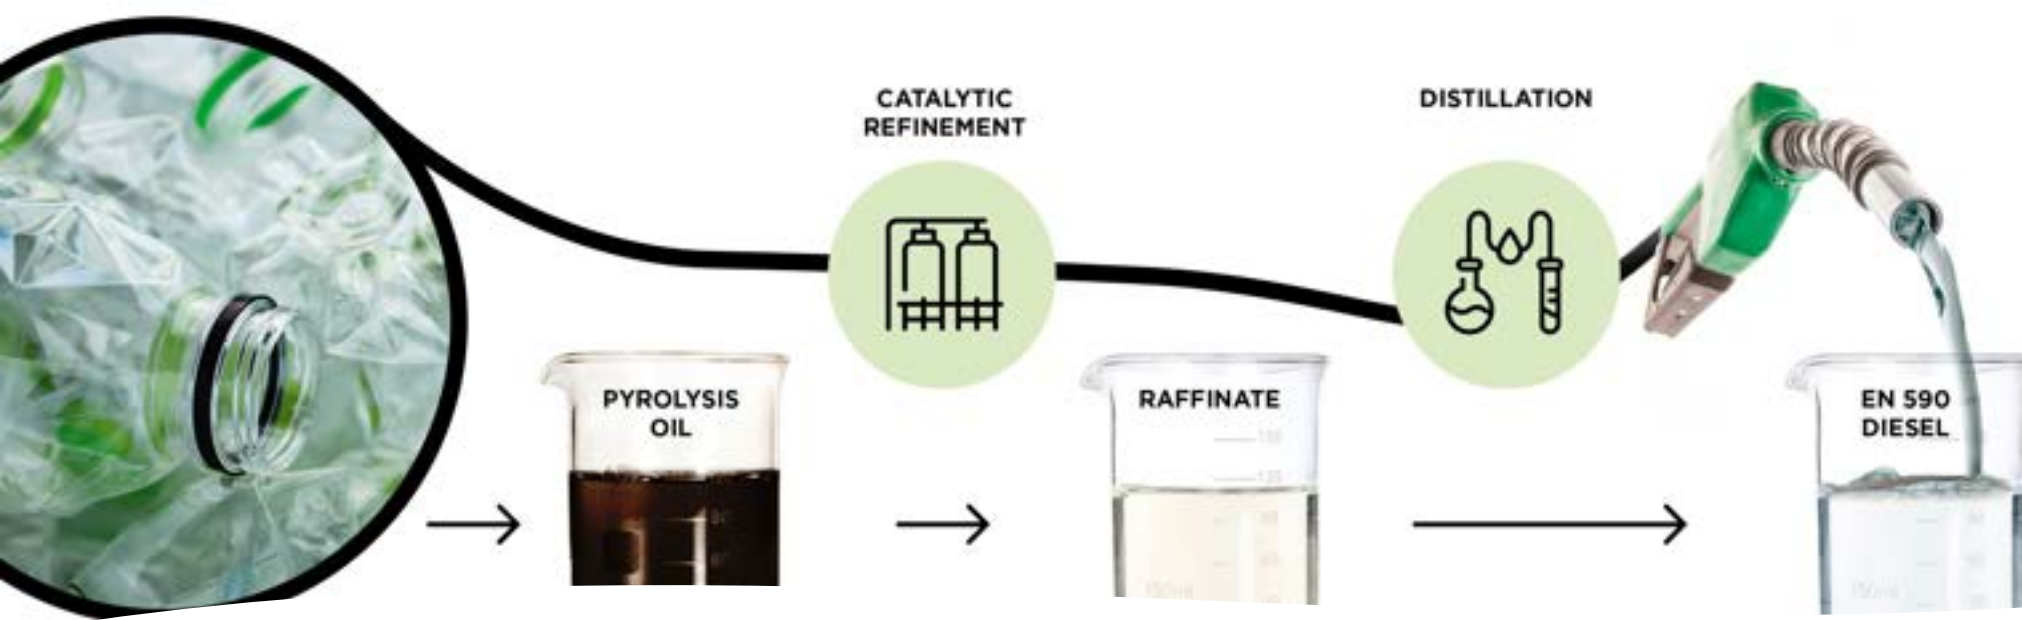 CATALYTIC
REFINEMENT
DISTILLATION
PYROLYSIS
OIL
RAFFINATE
EN 590
DIESEL